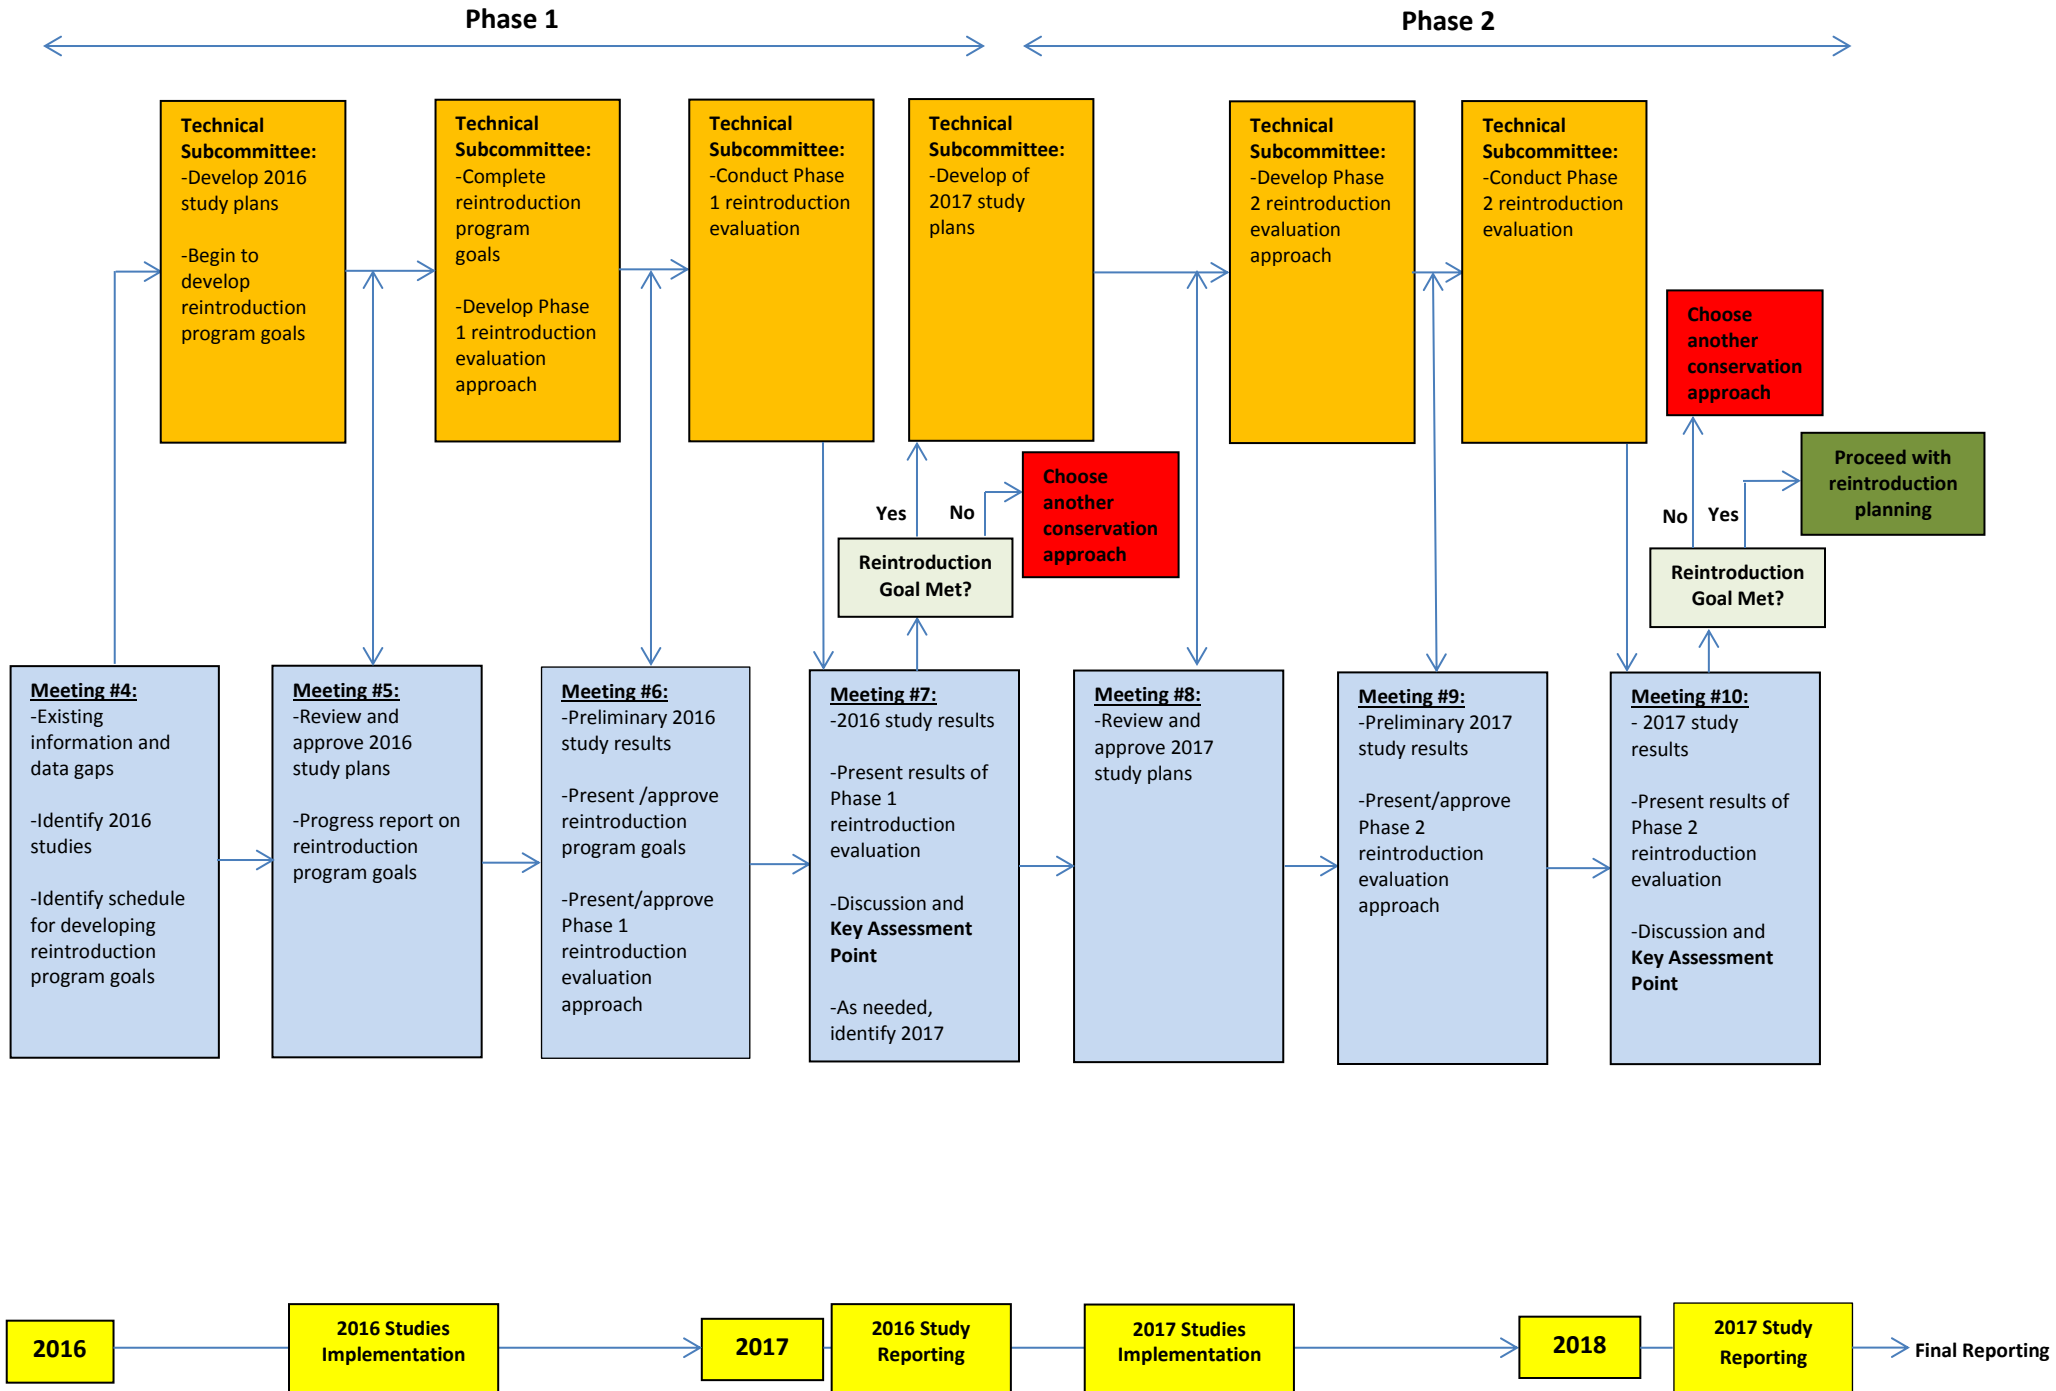 Phase 1
Phase 2
Technical
Subcommittee:
-Develop 2016
study plans
-Begin to
develop
reintroduction
program goals
Technical
Subcommittee:
-Complete
reintroduction
program
goals
-Develop Phase
1 reintroduction
evaluation
approach
Technical
Subcommittee:
-Conduct Phase
1 reintroduction
evaluation
Technical
Subcommittee:
-Develop of
2017 study
plans
Technical
Subcommittee:
-Develop Phase
2 reintroduction
evaluation
approach
Technical
Subcommittee:
-Conduct Phase
2 reintroduction
evaluation
Choose
another
conservation
approach
Proceed with
reintroduction
planning
Choose
another
conservation
approach
Yes
No
No
Yes
Reintroduction
Goal Met?
Reintroduction
Goal Met?
Meeting #4:
-Existing
information and
data gaps
-Identify 2016
studies
-Identify schedule
for developing
reintroduction
program goals
Meeting #5:
-Review and
approve 2016
study plans
-Progress report on
reintroduction
program goals
Meeting #6:
-Preliminary 2016
study results
-Present /approve
reintroduction
program goals
-Present/approve
Phase 1
reintroduction
evaluation
approach
Meeting #7:
-2016 study results
-Present results of
Phase 1
reintroduction
evaluation
-Discussion and
Key Assessment
Point
-As needed,
identify 2017
Meeting #8:
-Review and
approve 2017
study plans
Meeting #9:
-Preliminary 2017
study results
-Present/approve
Phase 2
reintroduction
evaluation
approach
Meeting #10:
- 2017 study
results
-Present results of
Phase 2
reintroduction
evaluation
-Discussion and
Key Assessment
Point
2016
2016 Studies
Implementation
2017
2016 Study
Reporting
2017 Studies
Implementation
2018
2017 Study
Reporting
Final Reporting